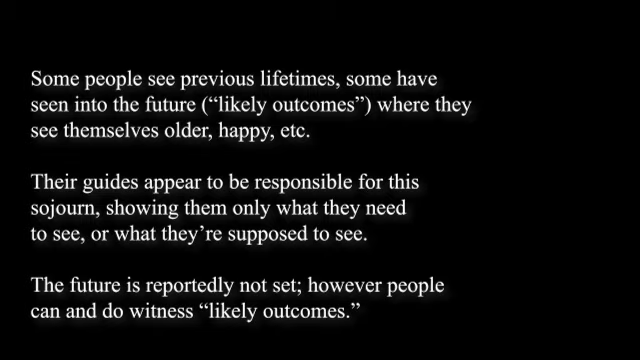 Some people see previous lifetimes, some have
seen into the future (“likely outcomes”) where they
see themselves older, happy, etc.
Their guides appear to be responsible for this
sojourn, showing them only what they need
to see, or what they’re supposed to see.
The future is reportedly not set; however people
can and do witness “likely outcomes.”